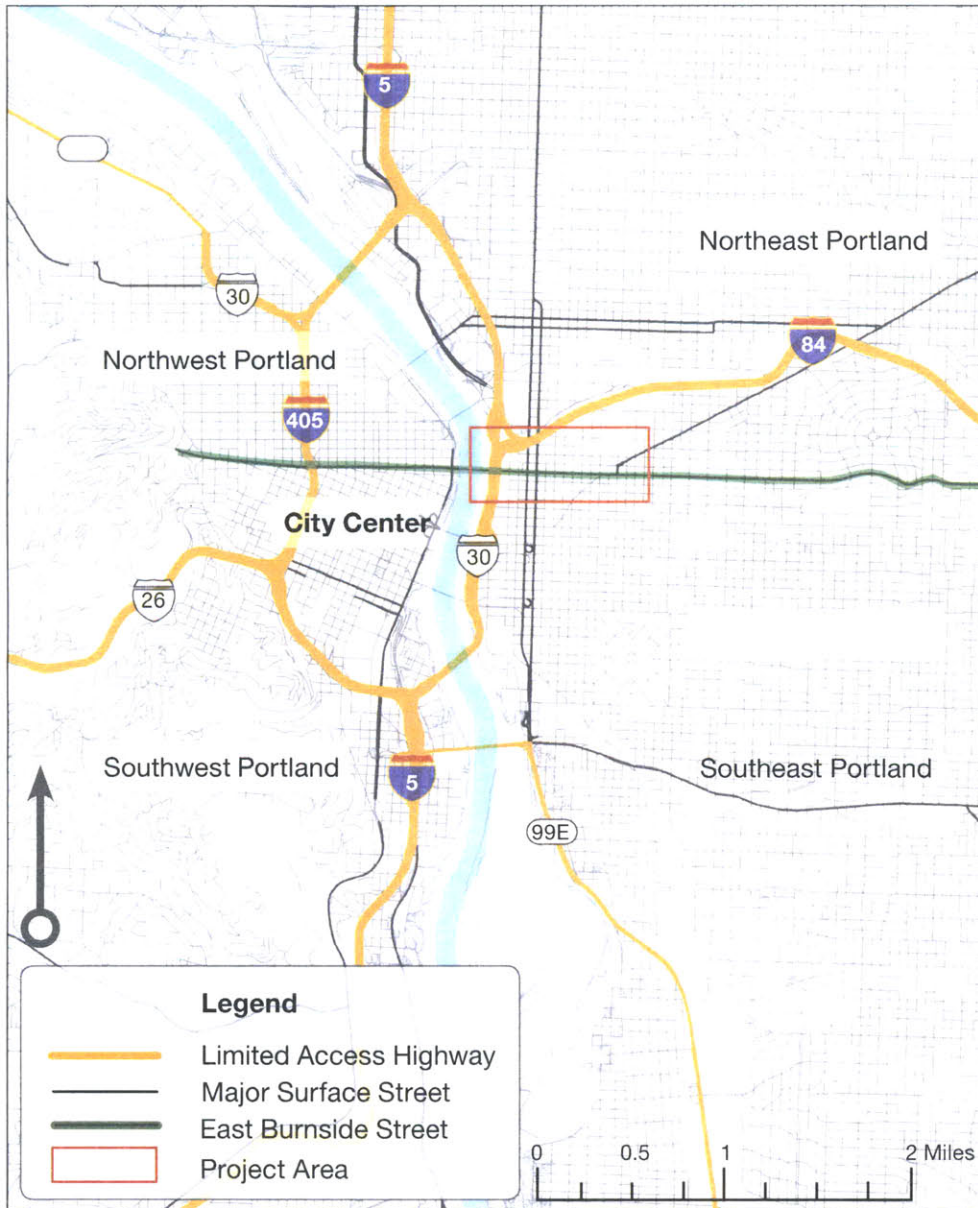 5
Northeast Portland
30
84
Northwest Portland
405
City Center
30
26
Southwest Portland
5
Southeast Portland
99E
Legend
Limited Access Highway
Major Surface Street
East Burnside Street
Project Area
0 0.5 1 2 Miles